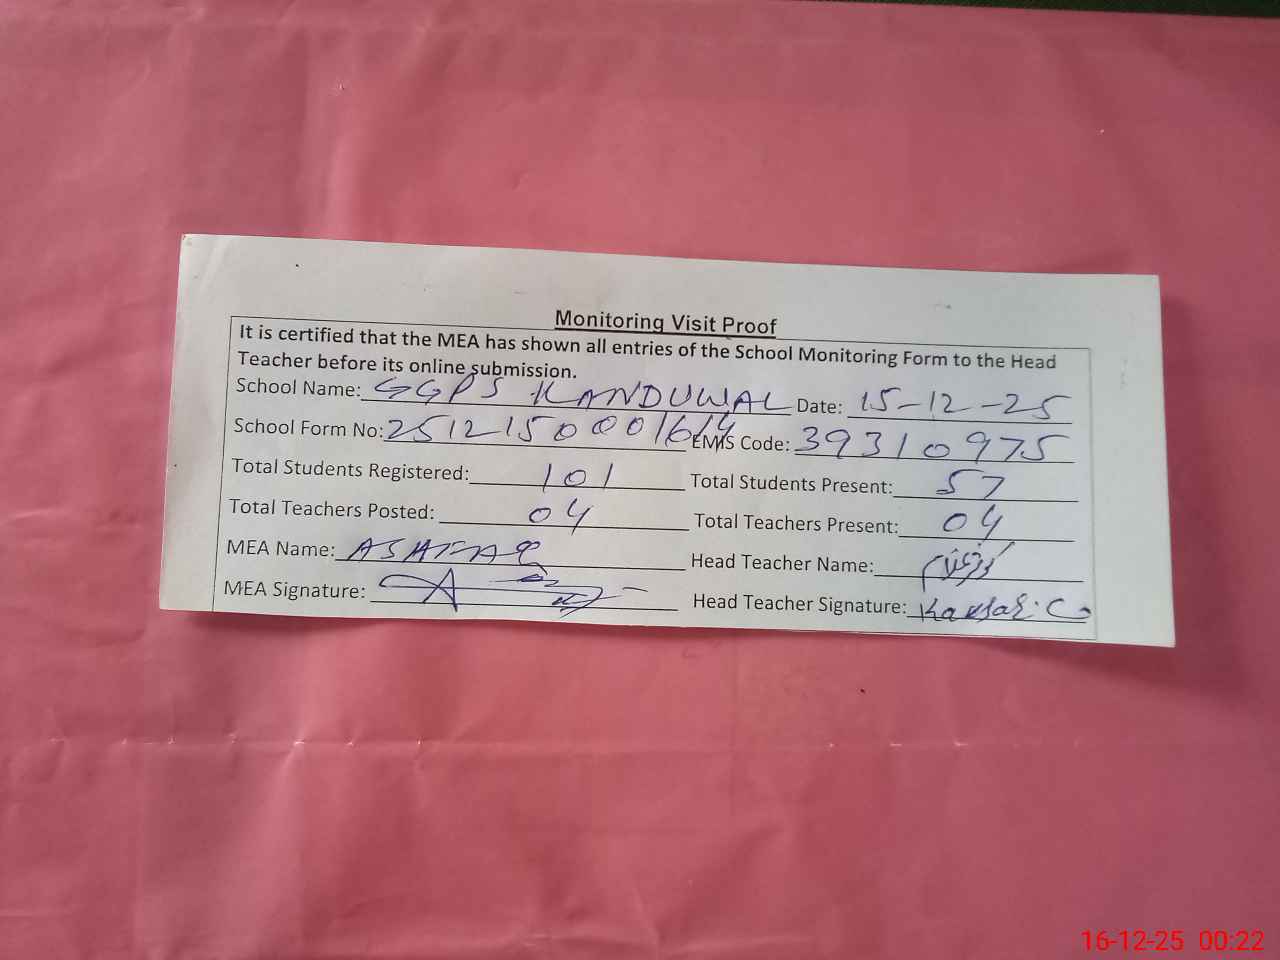 Monitoring Visit Proof
It is certified that the MEA has shown all entries of the School Monitoring Form to the Head
Teacher before its online submission.
School Name: GGPS KANDUWAL Date: 15-12-25
School Form No: 2512150001614 EMIS Code: 39310975
Total Students Registered: 101 Total Students Present: 57
Total Teachers Posted: 04 Total Teachers Present: 04
MEA Name: ASHFAQ Head Teacher Name:
MEA Signature: Head Teacher Signature:
16-12-25 00:22